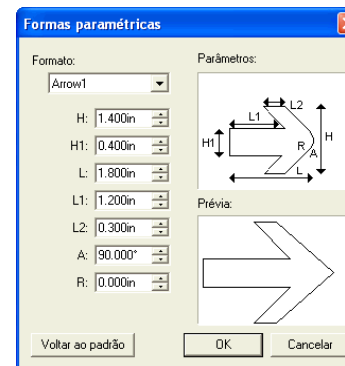 Formas paramétricas
Formato:
Arrow1
H: 1.400in
H1: 0.400in
L: 1.800in
L1: 1.200in
L2: 0.300in
A: 90.000°
R: 0.000in
Voltar ao padrão
Parâmetros:
L2
L1
H1
R
A
H
L
Prévia:
OK
Cancelar